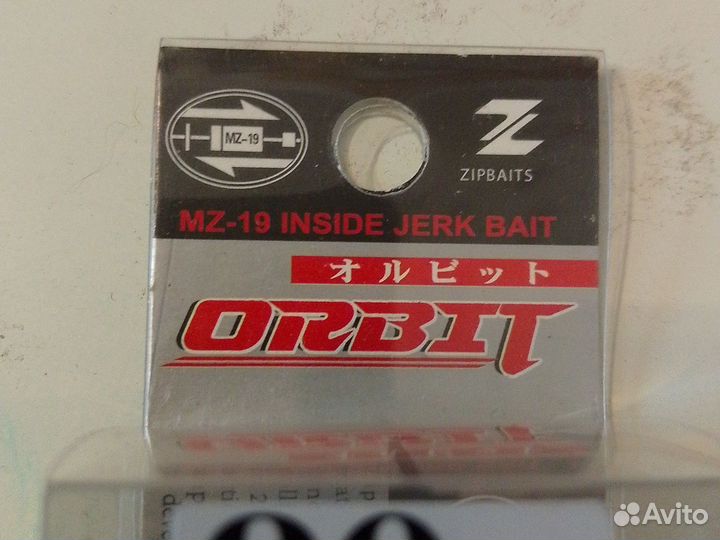 MZ-19
ZIPBAITS
MZ-19 INSIDE JERK BAIT
オルビット
ORBIT
Avito